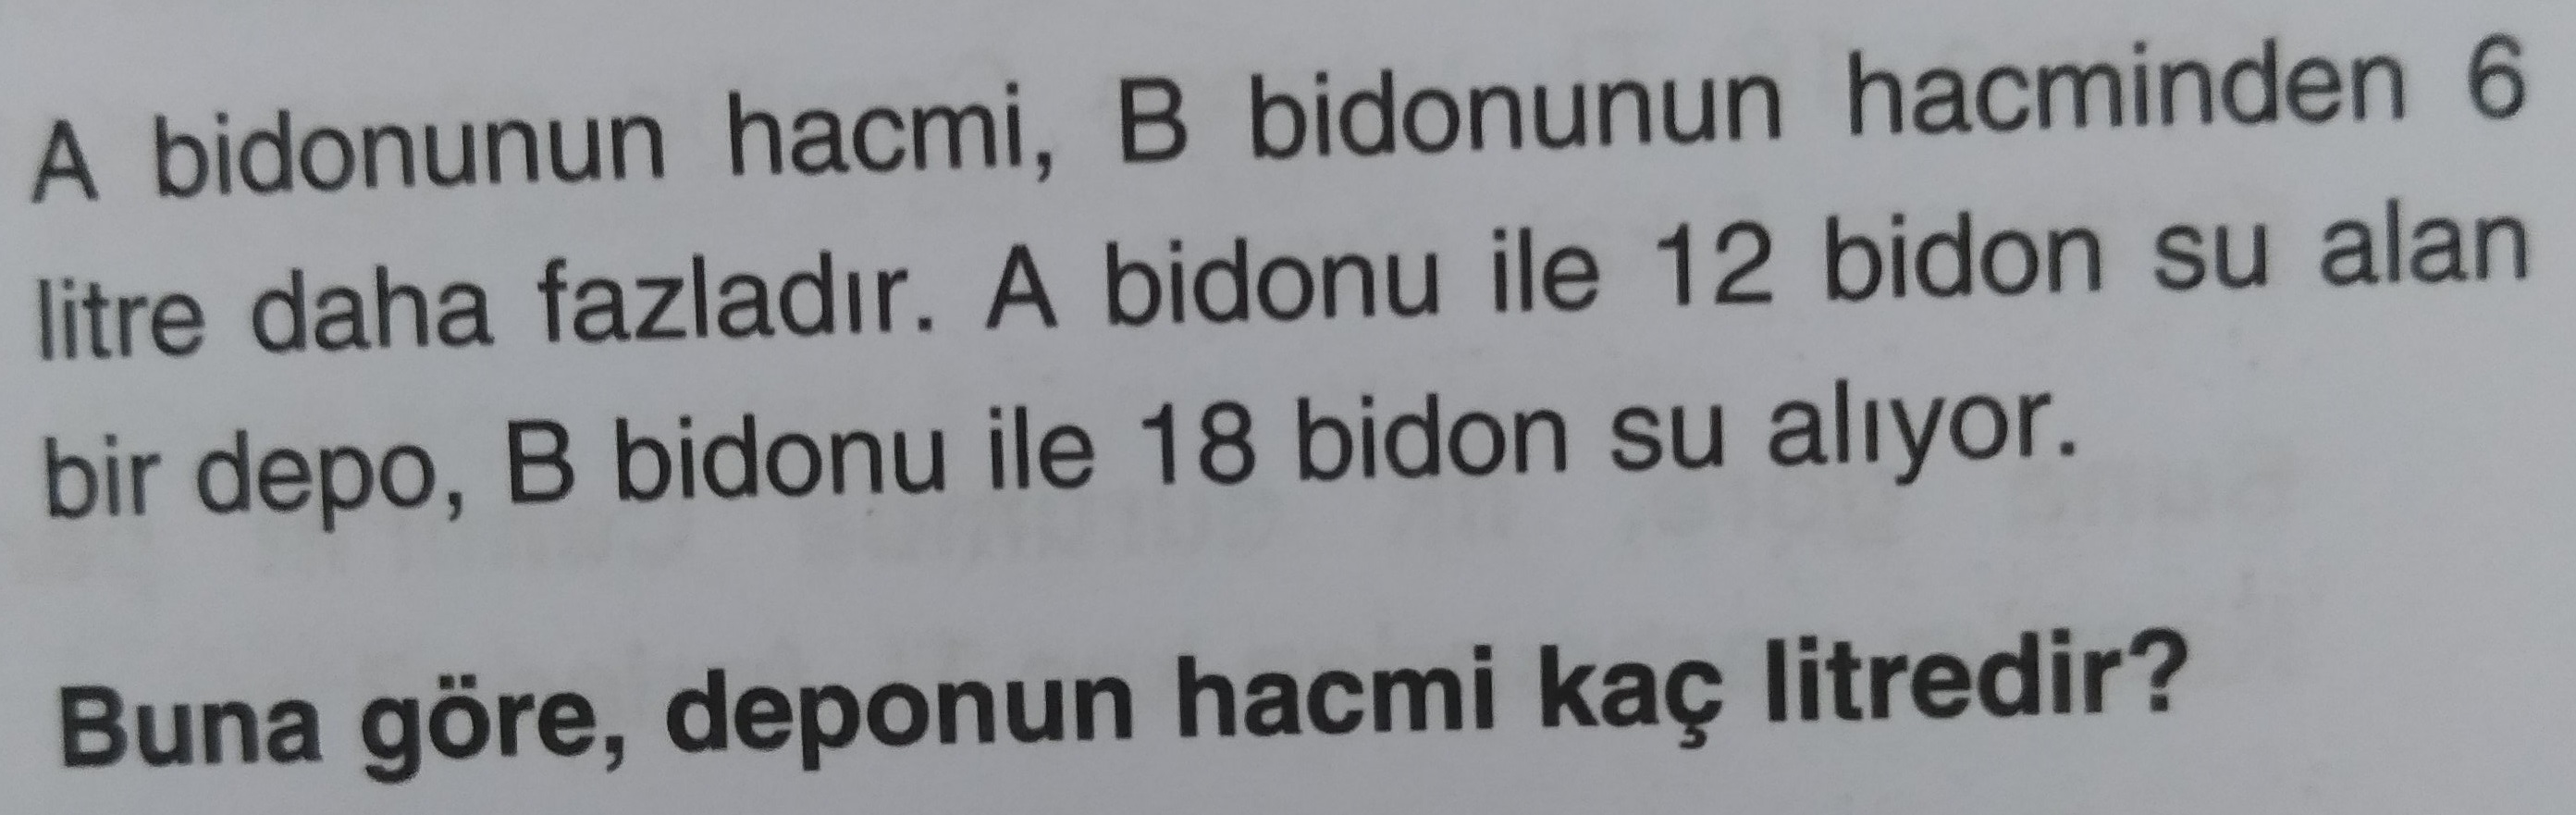 A bidonunun hacmi, B bidonunun hacminden 6
litre daha fazladır. A bidonu ile 12 bidon su alan
bir depo, B bidonu ile 18 bidon su alıyor.
Buna göre, deponun hacmi kaç litredir?